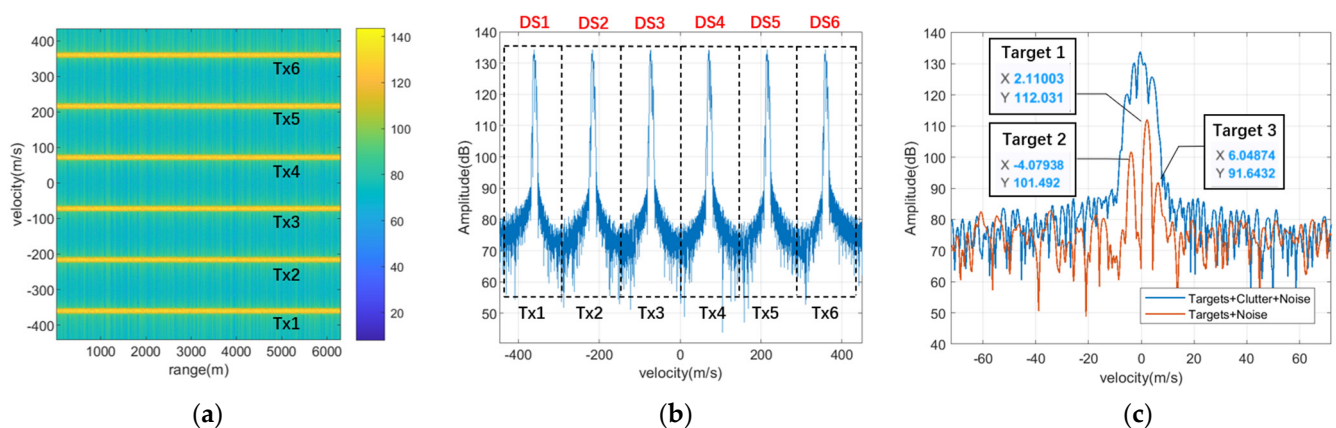 400
300
200
100
0
-100
-200
-300
-400
velocity(m/s)
1000 2000 3000 4000 5000 6000
range(m)
Tx6
Tx5
Tx4
Tx3
Tx2
Tx1
140
120
100
80
60
40
20
(a)
DS1 DS2 DS3 DS4 DS5 DS6
140
130
120
110
100
90
80
70
60
50
Amplitude(dB)
Tx1 Tx2 Tx3 Tx4 Tx5 Tx6
-400 -200 0 200 400
velocity(m/s)
(b)
140
130
120
110
100
90
80
70
60
50
40
Amplitude(dB)
Target 1
X 2.11003
Y 112.031
Target 2
X -4.07938
Y 101.492
Target 3
X 6.04874
Y 91.6432
Targets+Clutter+Noise
Targets+Noise
-60 -40 -20 0 20 40 60
velocity(m/s)
(c)